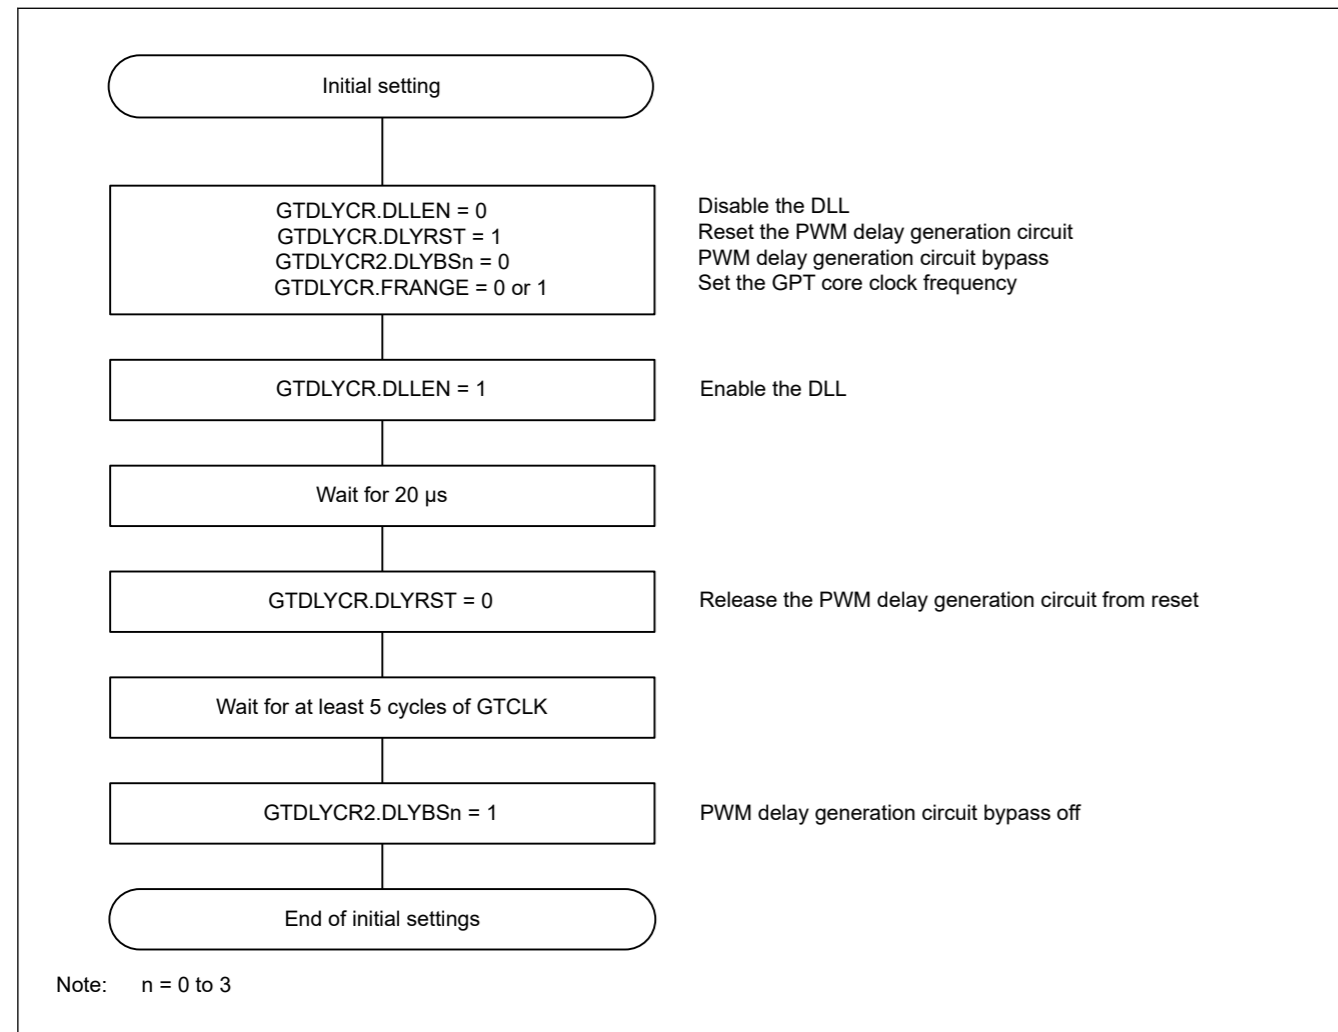 Initial setting
GTDLYCR.DLLEN = 0
GTDLYCR.DLYRST = 1
GTDLYCR2.DLYBSn = 0
GTDLYCR.FRANGE = 0 or 1
Disable the DLL
Reset the PWM delay generation circuit
PWM delay generation circuit bypass
Set the GPT core clock frequency
GTDLYCR.DLLEN = 1
Enable the DLL
Wait for 20 μs
GTDLYCR.DLYRST = 0
Release the PWM delay generation circuit from reset
Wait for at least 5 cycles of GTCLK
GTDLYCR2.DLYBSn = 1
PWM delay generation circuit bypass off
End of initial settings
Note: n = 0 to 3